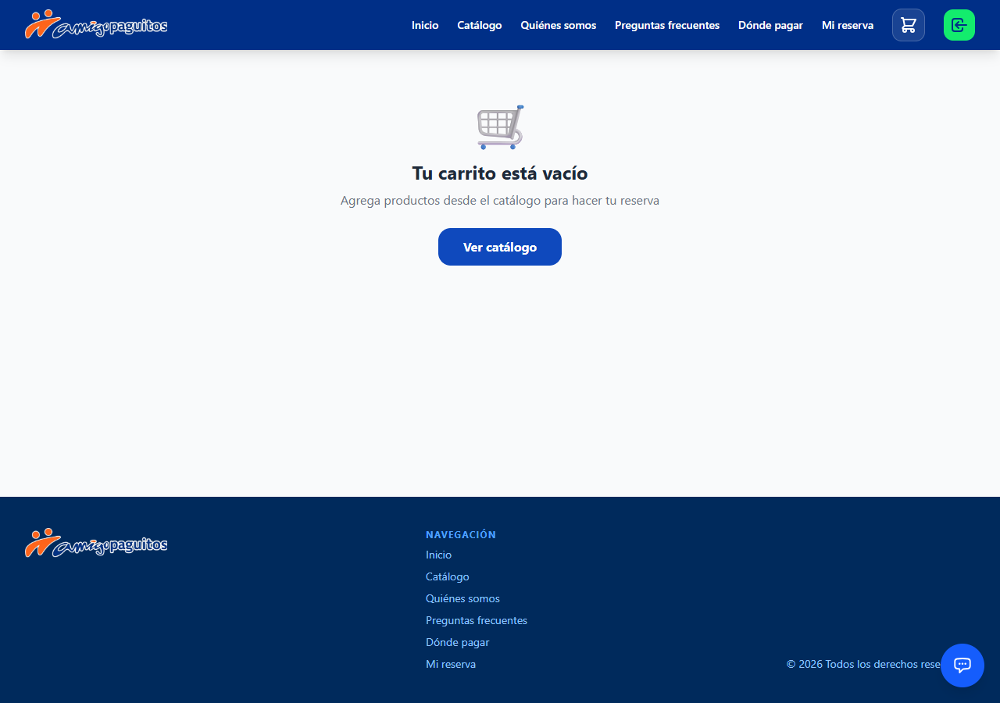 amigopaguitos
Inicio
Catálogo
Quiénes somos
Preguntas frecuentes
Dónde pagar
Mi reserva
Tu carrito está vacío
Agrega productos desde el catálogo para hacer tu reserva
Ver catálogo
amigopaguitos
NAVEGACIÓN
Inicio
Catálogo
Quiénes somos
Preguntas frecuentes
Dónde pagar
Mi reserva
© 2026 Todos los derechos rese